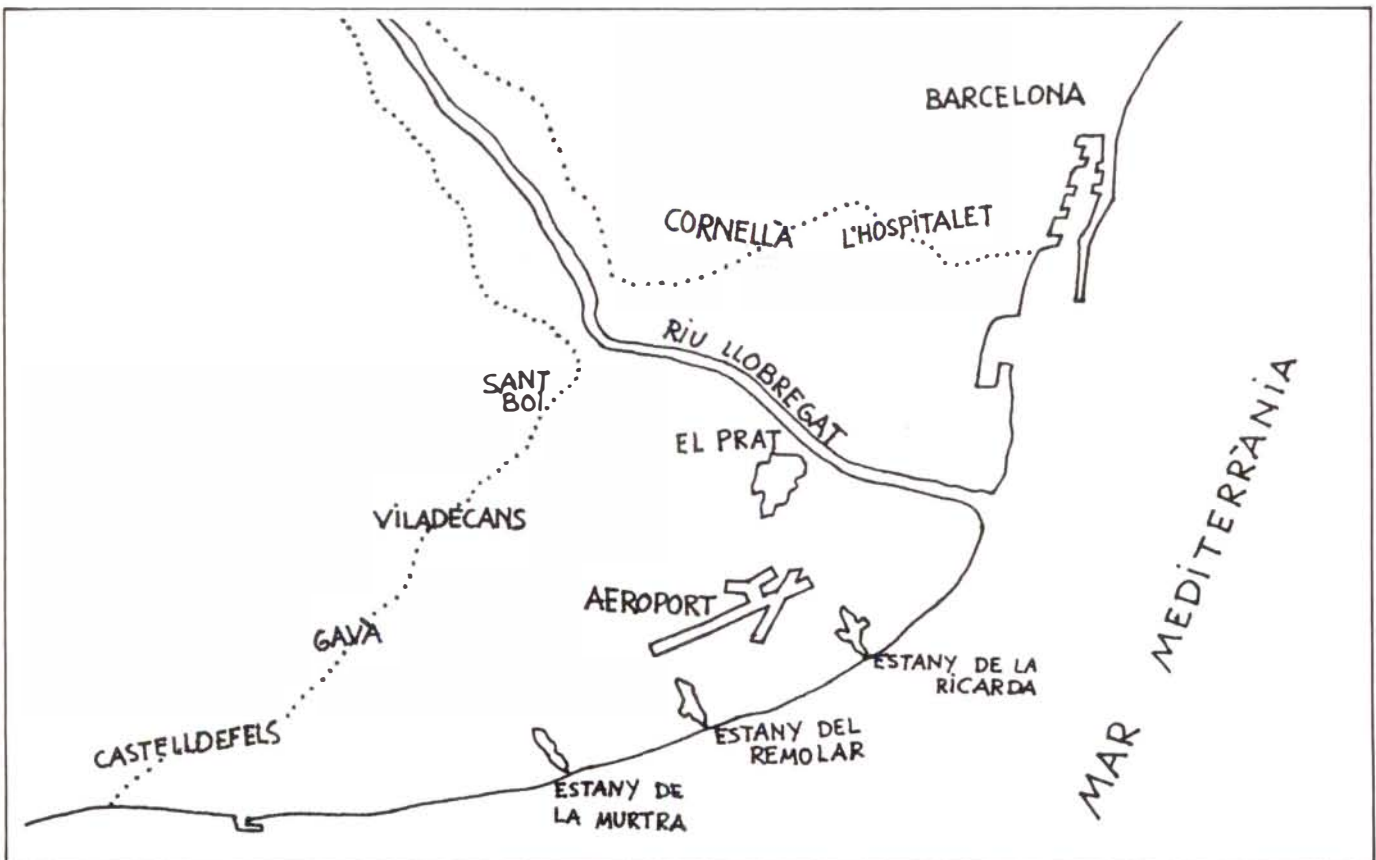 BARCELONA
CORNELLÀ
L'HOSPITALET
RIU LLOBREGAT
SANT
BOI
EL PRAT
VILADECANS
AEROPORT
GAVÀ
ESTANY DE LA
RICARDA
CASTELLDEFELS
ESTANY DEL
REMOLAR
ESTANY DE
LA MURTRA
MAR MEDITERRÀNIA